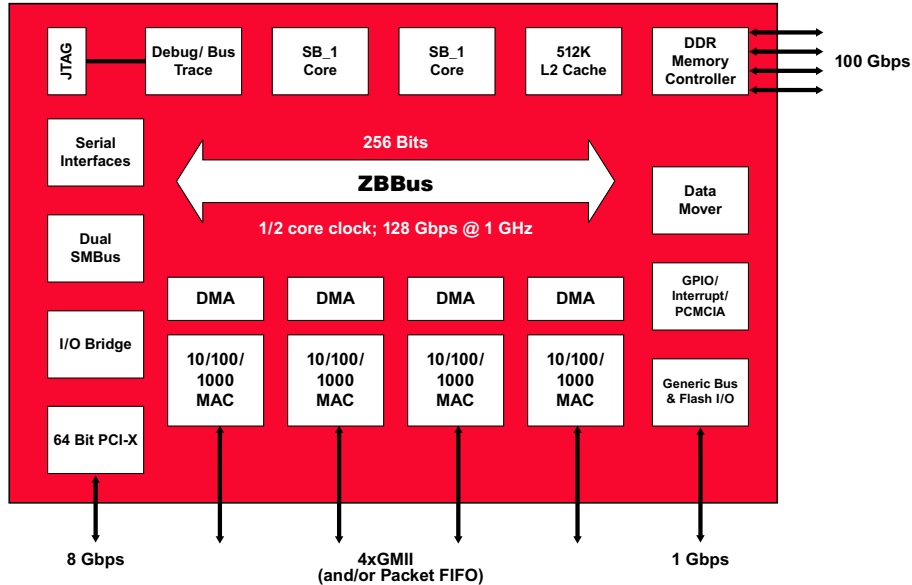 JTAG
Debug/ Bus
Trace
SB_1
Core
SB_1
Core
512K
L2 Cache
DDR
Memory
Controller
100 Gbps
Serial
Interfaces
256 Bits
ZBBus
1/2 core clock; 128 Gbps @ 1 GHz
Data
Mover
Dual
SMBus
DMA
DMA
DMA
DMA
GPIO/
Interrupt/
PCMCIA
I/O Bridge
10/100/
1000
MAC
10/100/
1000
MAC
10/100/
1000
MAC
10/100/
1000
MAC
Generic Bus
& Flash I/O
64 Bit PCI-X
8 Gbps
4xGMII
(and/or Packet FIFO)
1 Gbps